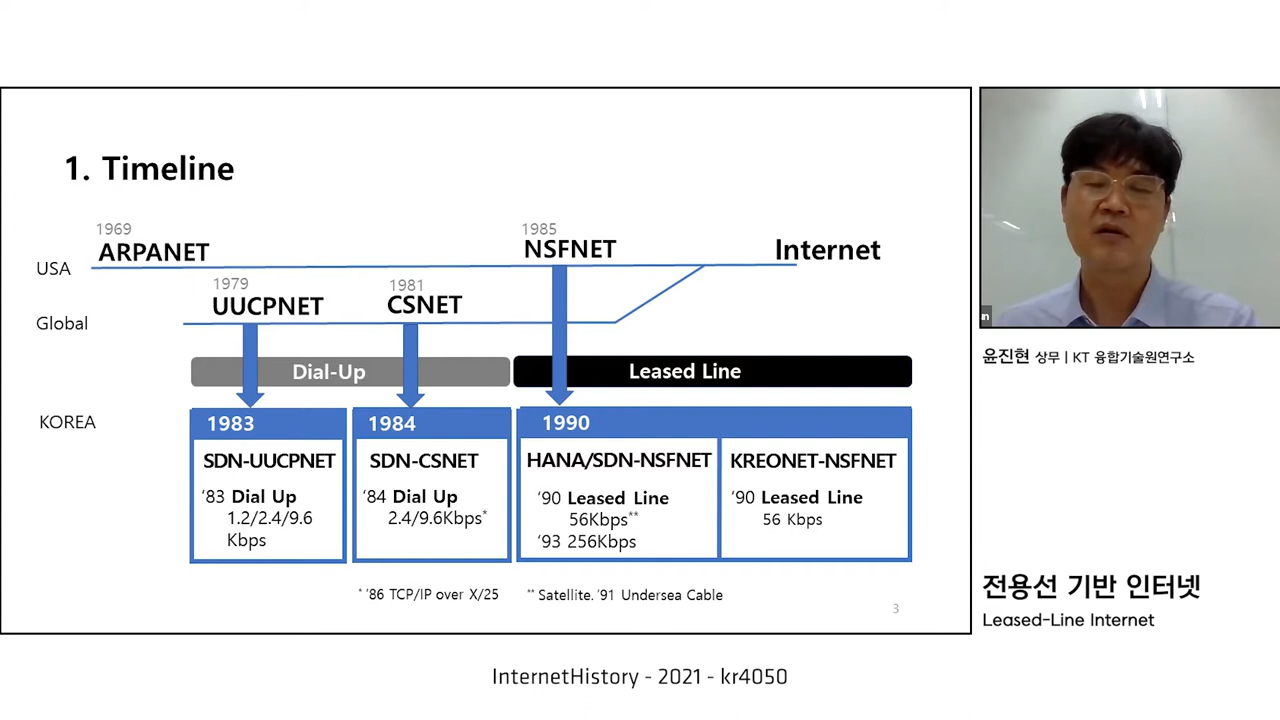 1. Timeline
1969
ARPANET
1985
NSFNET
Internet
USA
1979
UUCPNET
1981
CSNET
Global
Dial-Up
Leased Line
KOREA
1983
1984
1990
SDN-UUCPNET
‘83 Dial Up
1.2/2.4/9.6
Kbps
SDN-CSNET
‘84 Dial Up
2.4/9.6Kbps*
HANA/SDN-NSFNET
‘90 Leased Line
56Kbps**
‘93 256Kbps
KREONET-NSFNET
‘90 Leased Line
56 Kbps
* ‘86 TCP/IP over X/25
** Satellite. ‘91 Undersea Cable
3
윤진현 상무 | KT 융합기술원연구소
전용선 기반 인터넷
Leased-Line Internet
InternetHistory - 2021 - kr4050